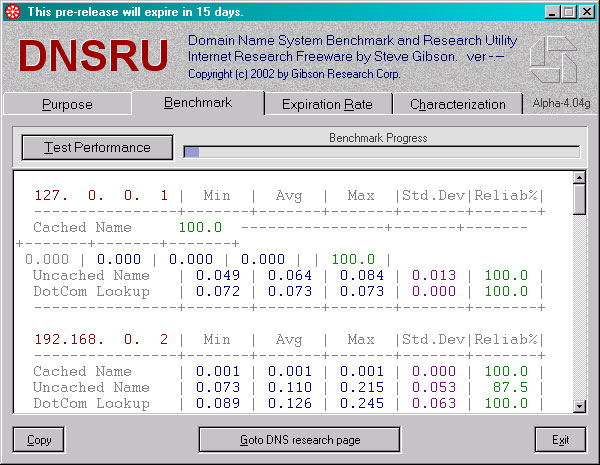 This pre-release will expire in 15 days.
DNSRU
Domain Name System Benchmark and Research Utility
Internet Research Freeware by Steve Gibson. ver -.--
Copyright (c) 2002 by Gibson Research Corp.
Purpose Benchmark Expiration Rate Characterization Alpha-4.04g
Test Performance
Benchmark Progress
127. 0. 0. 1 | Min | Avg | Max |Std.Dev|Reliab%|
----------------+-------+-------+-------+-------+-------+
Cached Name 100.0 ------------------+-------+-------
+-------+-------+-------+
0.000 | 0.000 | 0.000 | 0.000 | | 100.0 |
Uncached Name | 0.049 | 0.064 | 0.084 | 0.013 | 100.0 |
DotCom Lookup | 0.072 | 0.073 | 0.073 | 0.000 | 100.0 |
192.168. 0. 2 | Min | Avg | Max |Std.Dev|Reliab%|
----------------+-------+-------+-------+-------+-------+
Cached Name | 0.001 | 0.001 | 0.001 | 0.000 | 100.0 |
Uncached Name | 0.073 | 0.110 | 0.215 | 0.053 | 87.5 |
DotCom Lookup | 0.089 | 0.126 | 0.245 | 0.063 | 100.0 |
Copy Goto DNS research page Exit